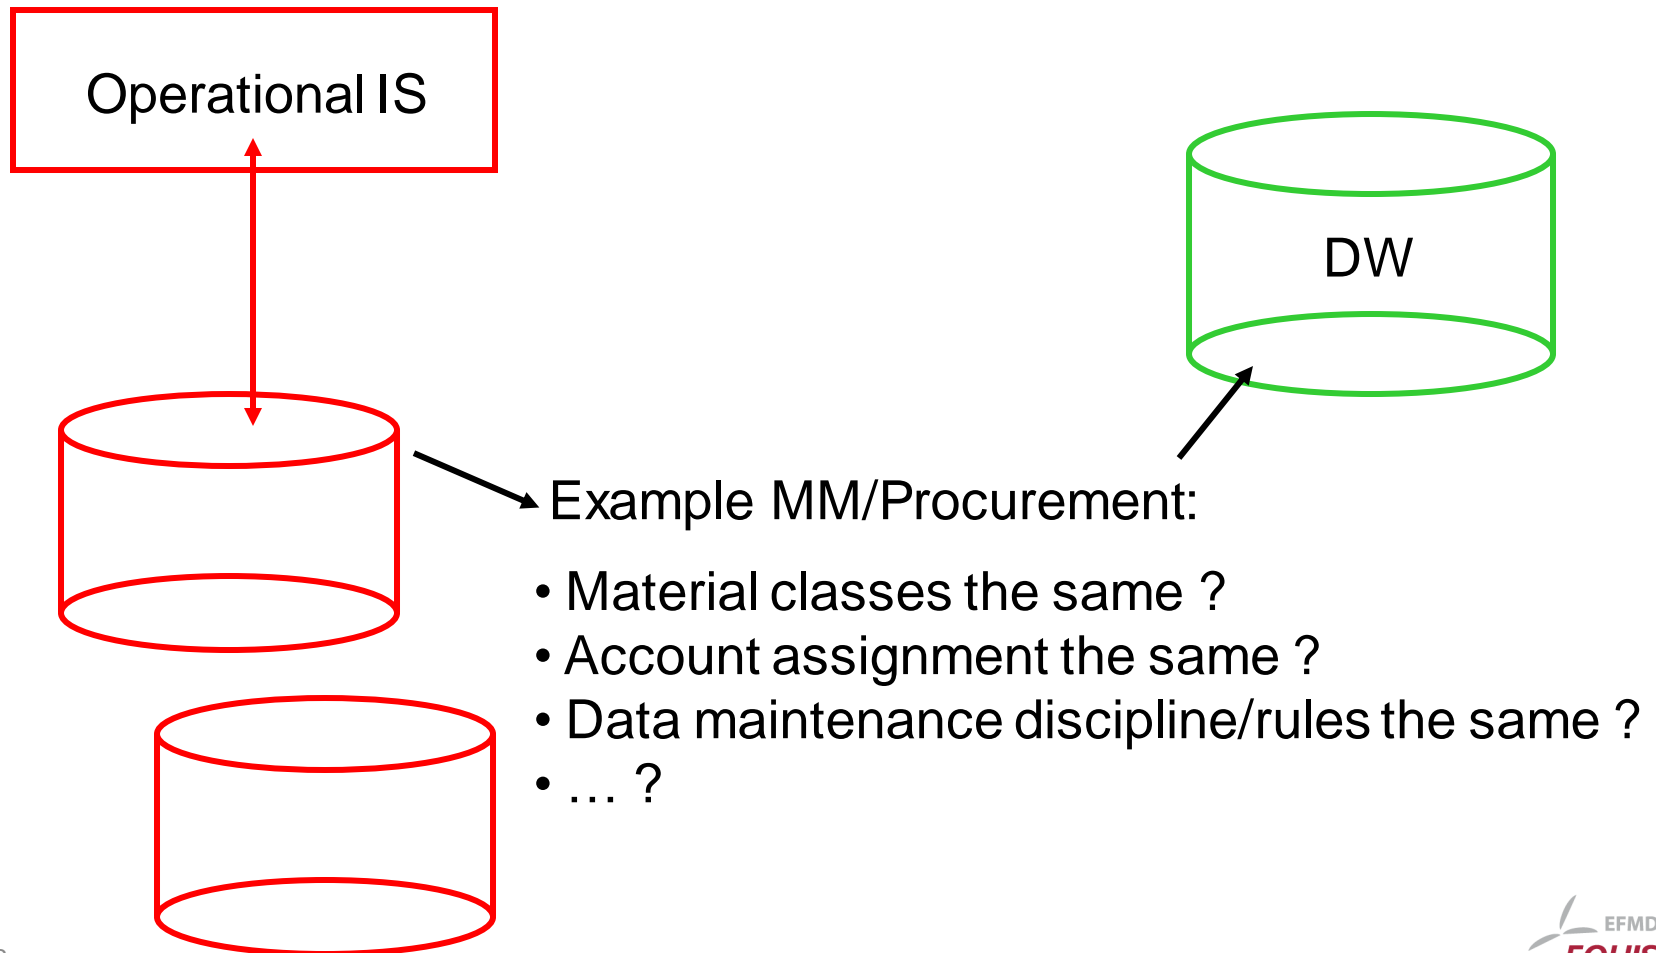 Operational IS
DW
Example MM/Procurement:
• Material classes the same ?
• Account assignment the same ?
• Data maintenance discipline/rules the same ?
• … ?
EFMD